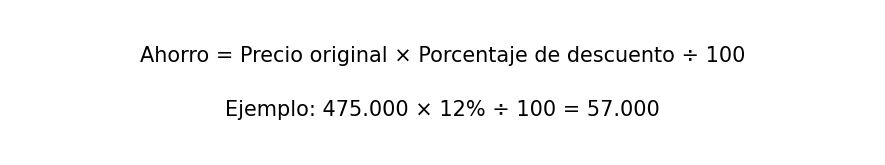 Ahorro = Precio original × Porcentaje de descuento ÷ 100
Ejemplo: 475.000 × 12% ÷ 100 = 57.000